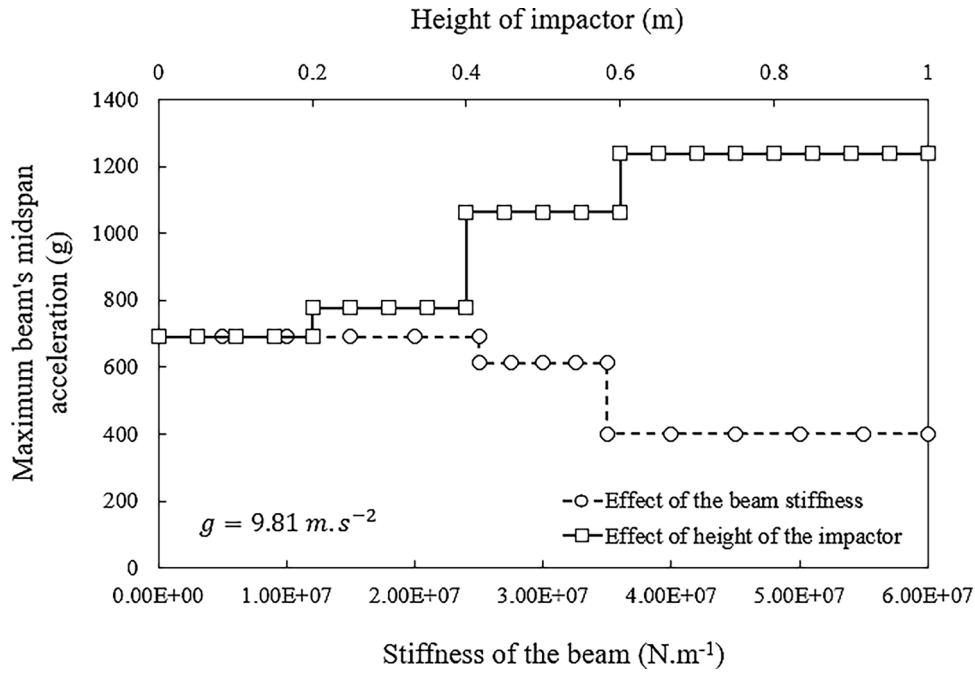 Height of impactor (m)
0 0.2 0.4 0.6 0.8 1
1400
1200
1000
800
600
400
200
0
Maximum beam's midspan
acceleration (g)
g = 9.81 m.s⁻²
Effect of the beam stiffness
Effect of height of the impactor
0.00E+00 1.00E+07 2.00E+07 3.00E+07 4.00E+07 5.00E+07 6.00E+07
Stiffness of the beam (N.m⁻¹)